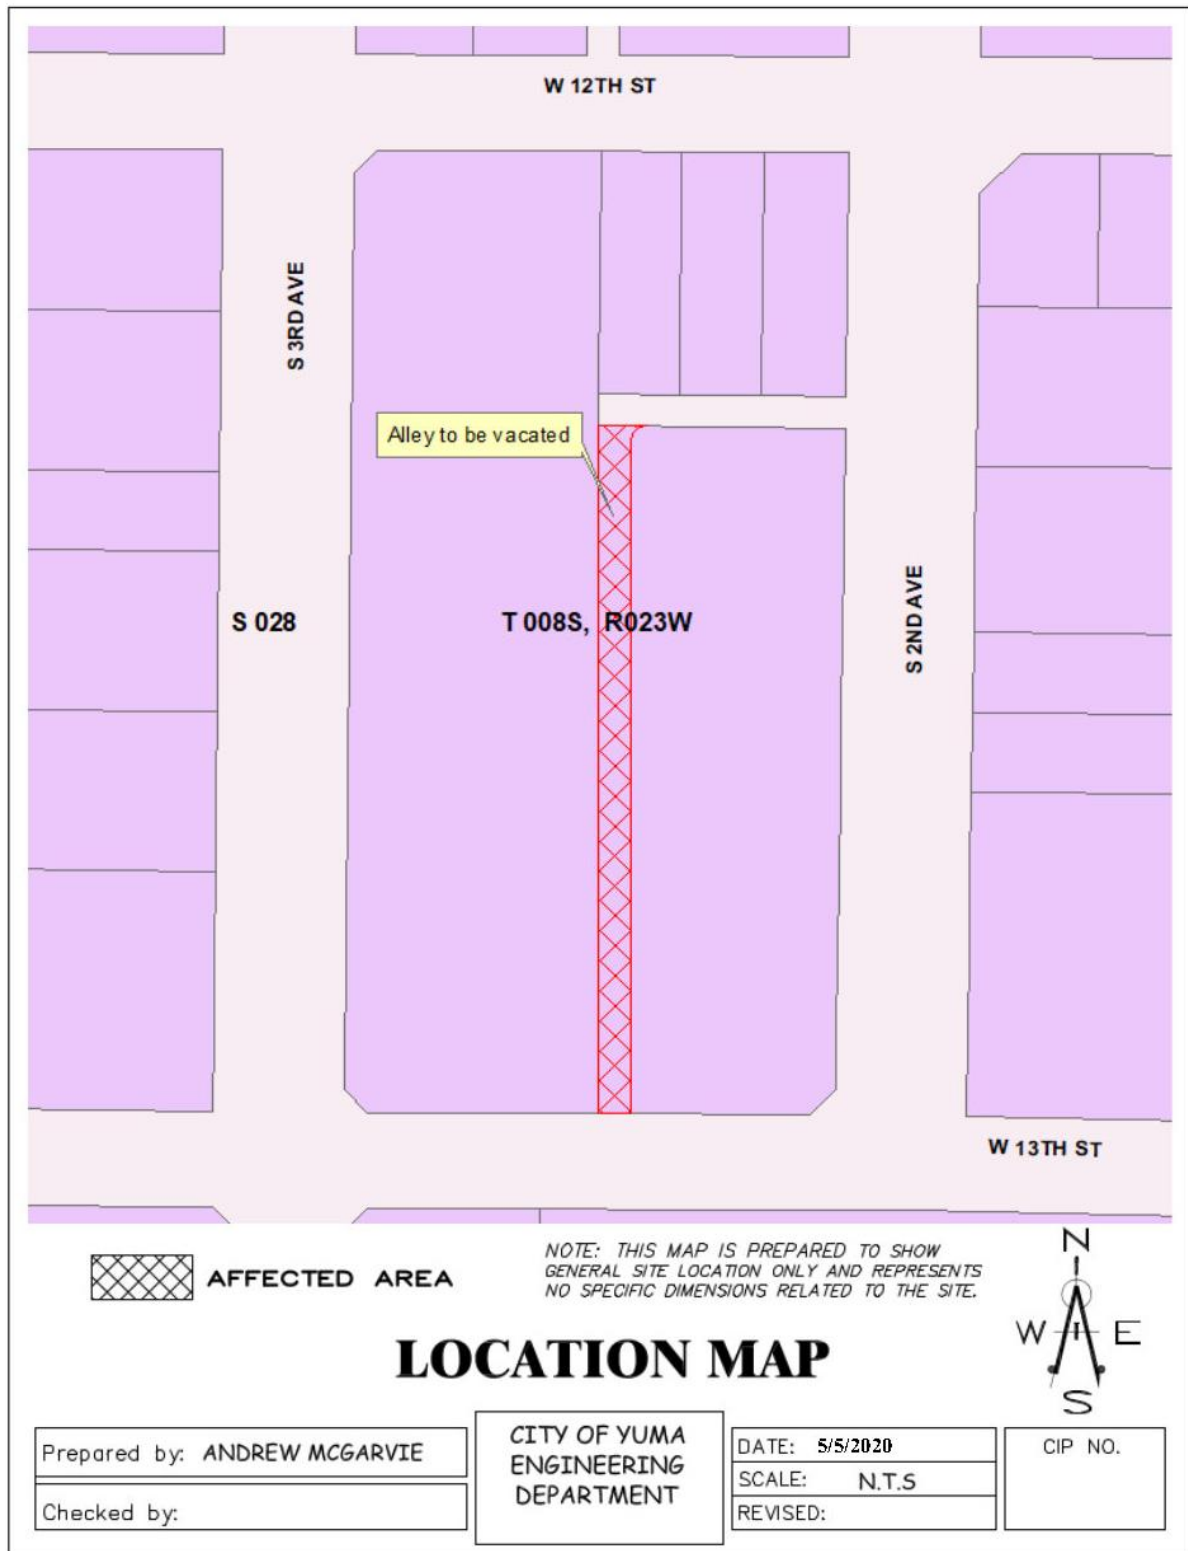 W 12TH ST
S 3RD AVE
Alley to be vacated
S 028
T 008S, R023W
S 2ND AVE
W 13TH ST
AFFECTED AREA
NOTE: THIS MAP IS PREPARED TO SHOW
GENERAL SITE LOCATION ONLY AND REPRESENTS
NO SPECIFIC DIMENSIONS RELATED TO THE SITE.
N
W E
S
LOCATION MAP
Prepared by: ANDREW MCGARVIE
Checked by:
CITY OF YUMA
ENGINEERING
DEPARTMENT
DATE: 5/5/2020
SCALE: N.T.S
REVISED:
CIP NO.